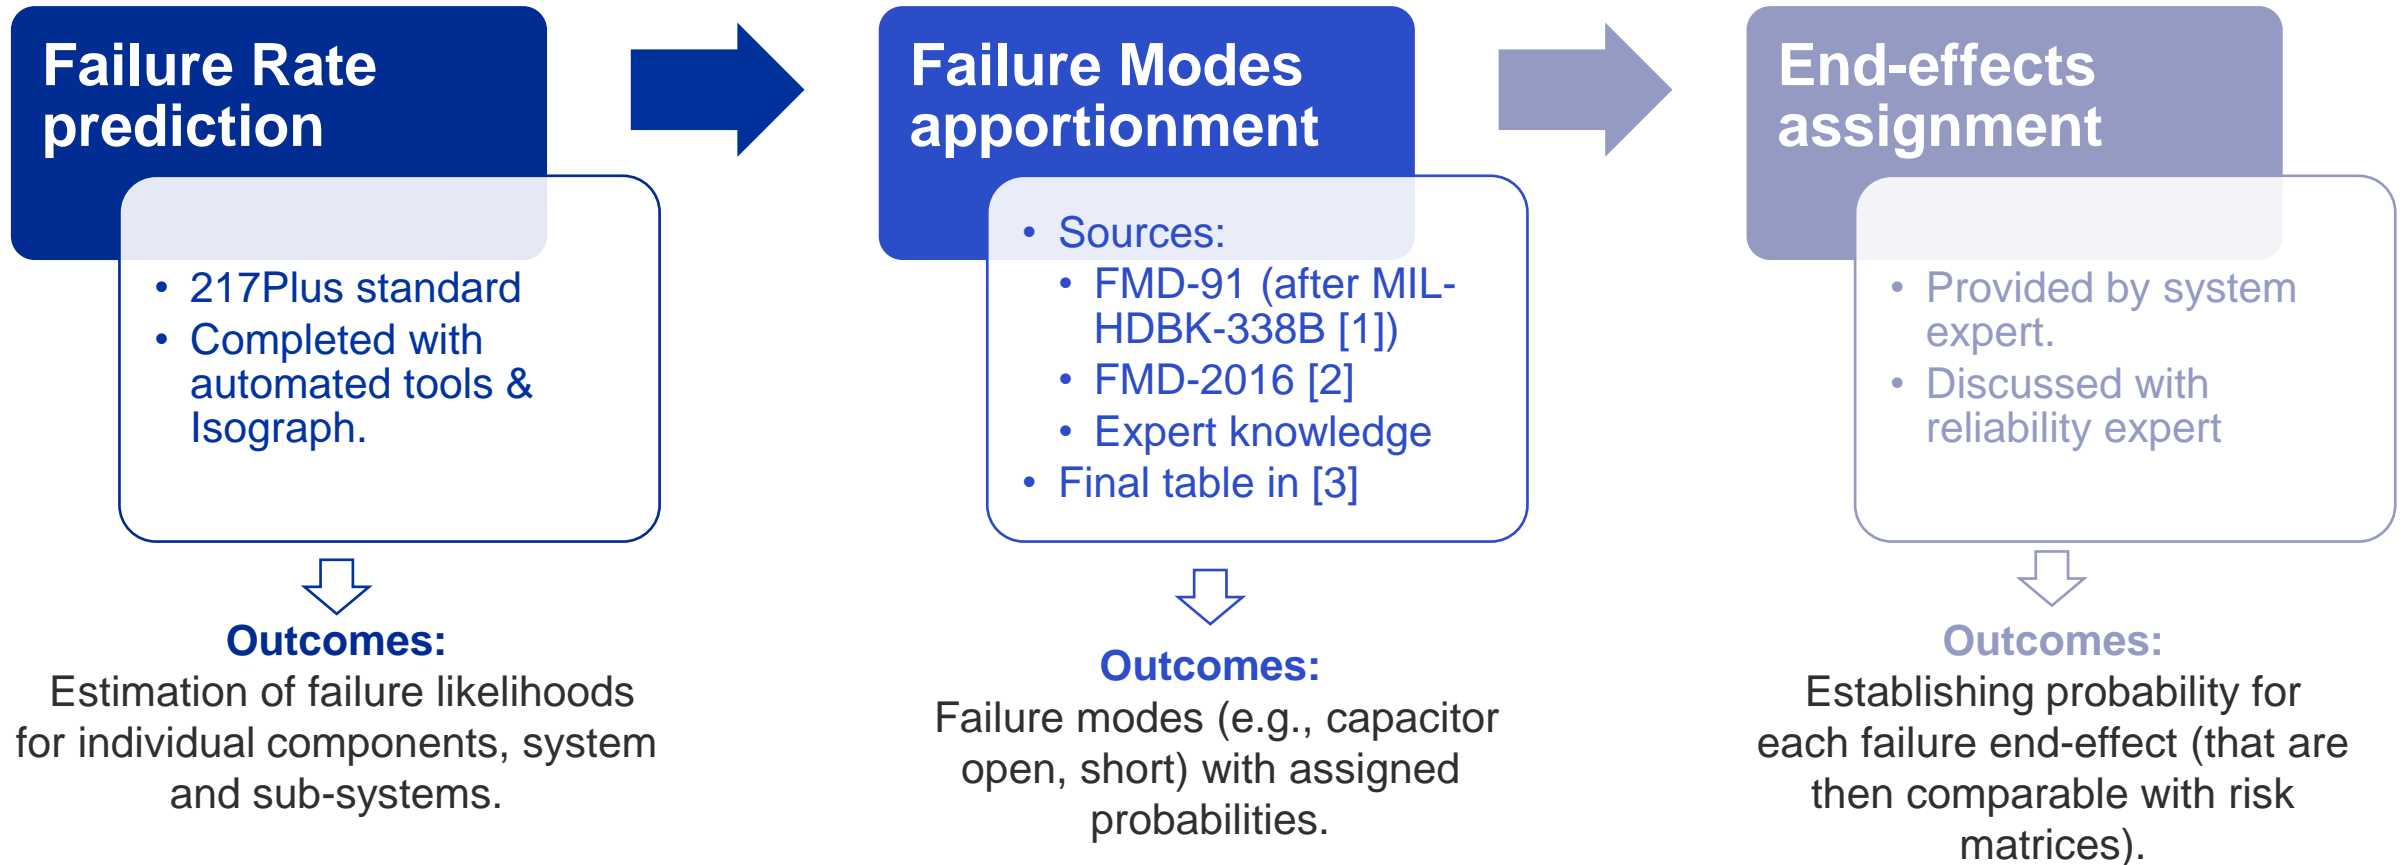 Failure Rate
prediction
• 217Plus standard
• Completed with
automated tools &
Isograph.
Outcomes:
Estimation of failure likelihoods
for individual components, system
and sub-systems.
Failure Modes
apportionment
• Sources:
• FMD-91 (after MIL-
HDBK-338B [1])
• FMD-2016 [2]
• Expert knowledge
• Final table in [3]
Outcomes:
Failure modes (e.g., capacitor
open, short) with assigned
probabilities.
End-effects
assignment
• Provided by system
expert.
• Discussed with
reliability expert
Outcomes:
Establishing probability for
each failure end-effect (that are
then comparable with risk
matrices).